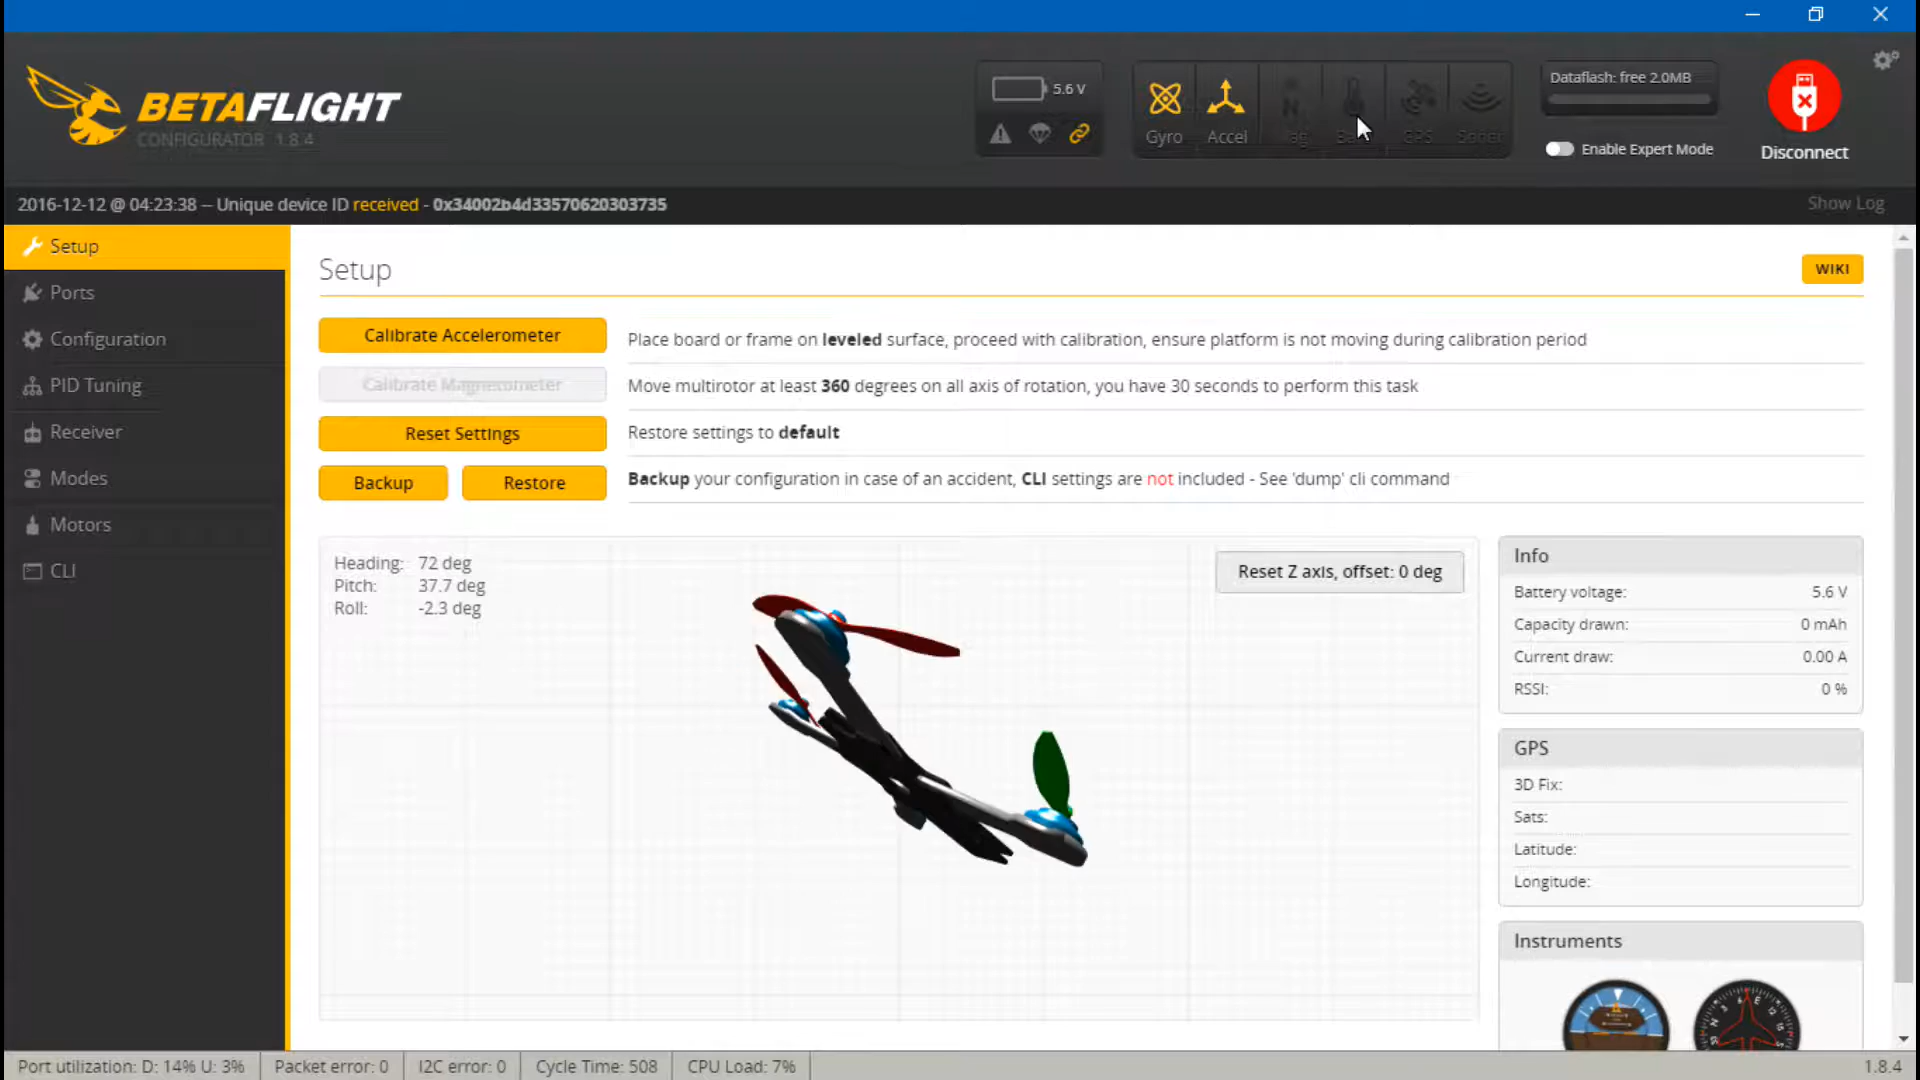 BETAFLIGHT
CONFIGURATOR 1.8.4
5.6 V
Gyro
Accel
Dataflash: free 2.0MB
Enable Expert Mode
Disconnect
2016-12-12 @ 04:23:38 -- Unique device ID received - 0x34002b4d33570620303735
Show Log
Setup
Ports
Configuration
PID Tuning
Receiver
Modes
Motors
CLI
Setup
WIKI
Calibrate Accelerometer
Place board or frame on leveled surface, proceed with calibration, ensure platform is not moving during calibration period
Calibrate Magnetometer
Move multirotor at least 360 degrees on all axis of rotation, you have 30 seconds to perform this task
Reset Settings
Restore settings to default
Backup
Restore
Backup your configuration in case of an accident, CLI settings are not included - See 'dump' cli command
Heading: 72 deg
Pitch: 37.7 deg
Roll: -2.3 deg
Reset Z axis, offset: 0 deg
Info
Battery voltage: 5.6 V
Capacity drawn: 0 mAh
Current draw: 0.00 A
RSSI: 0 %
GPS
3D Fix:
Sats:
Latitude:
Longitude:
Instruments
Port utilization: D: 14% U: 3%
Packet error: 0
I2C error: 0
Cycle Time: 508
CPU Load: 7%
1.8.4